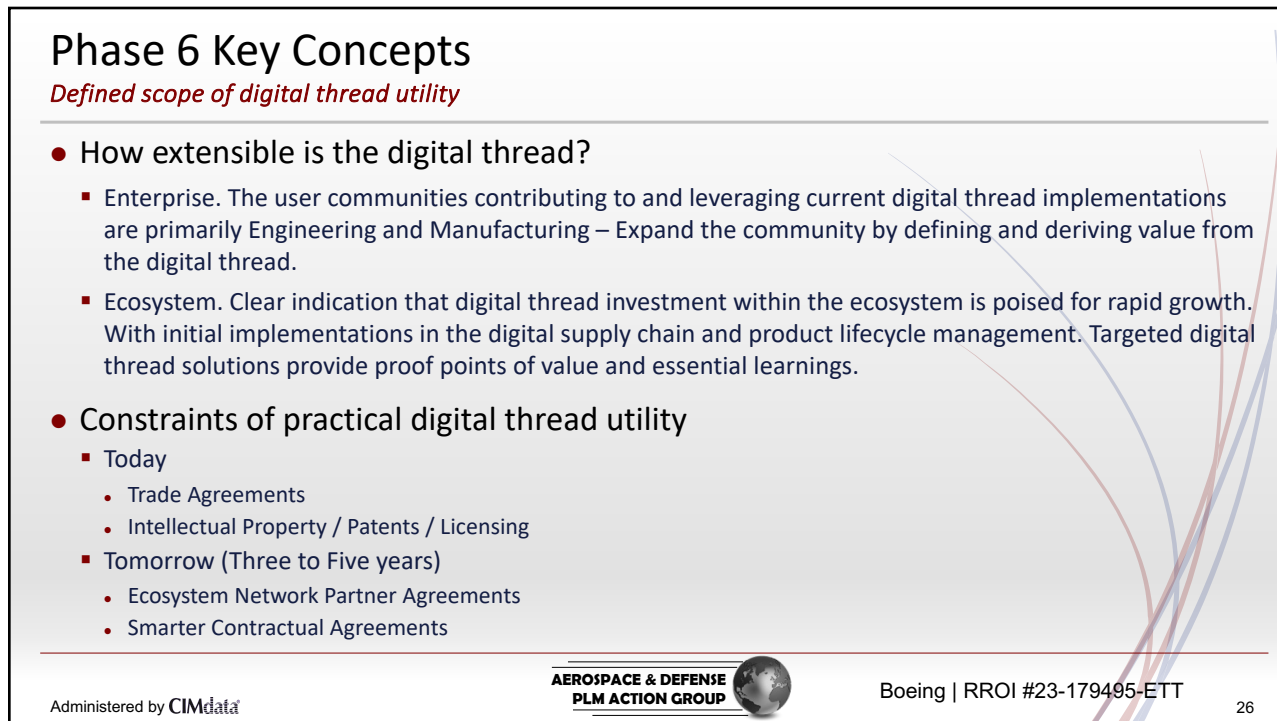 Phase 6 Key Concepts
Defined scope of digital thread utility
● How extensible is the digital thread?
▪ Enterprise. The user communities contributing to and leveraging current digital thread implementations
are primarily Engineering and Manufacturing – Expand the community by defining and deriving value from
the digital thread.
▪ Ecosystem. Clear indication that digital thread investment within the ecosystem is poised for rapid growth.
With initial implementations in the digital supply chain and product lifecycle management. Targeted digital
thread solutions provide proof points of value and essential learnings.
● Constraints of practical digital thread utility
▪ Today
● Trade Agreements
● Intellectual Property / Patents / Licensing
▪ Tomorrow (Three to Five years)
● Ecosystem Network Partner Agreements
● Smarter Contractual Agreements
Administered by CIMdata
AEROSPACE & DEFENSE
PLM ACTION GROUP
Boeing | RROI #23-179495-ETT
26